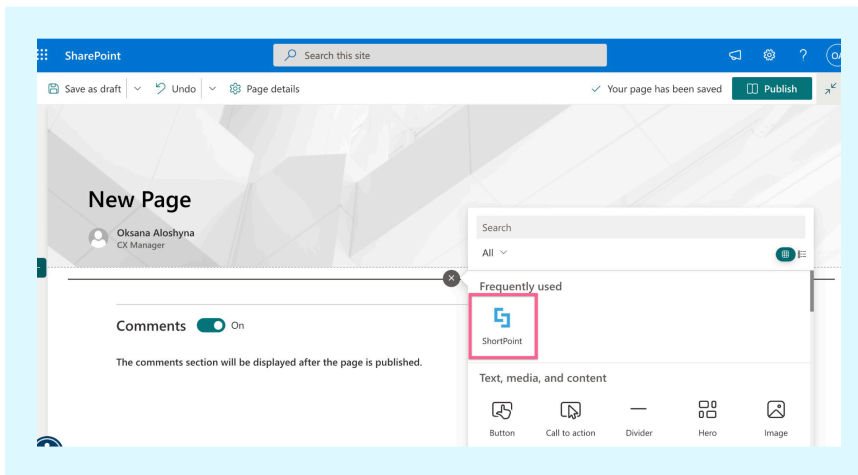 SharePoint
Search this site
?
OA
Save as draft
Undo
Page details
Your page has been saved
Publish
New Page
Oksana Aloshyna
CX Manager
Search
All
Frequently used
ShortPoint
Comments
On
The comments section will be displayed after the page is published.
Text, media, and content
Button
Call to action
Divider
Hero
Image